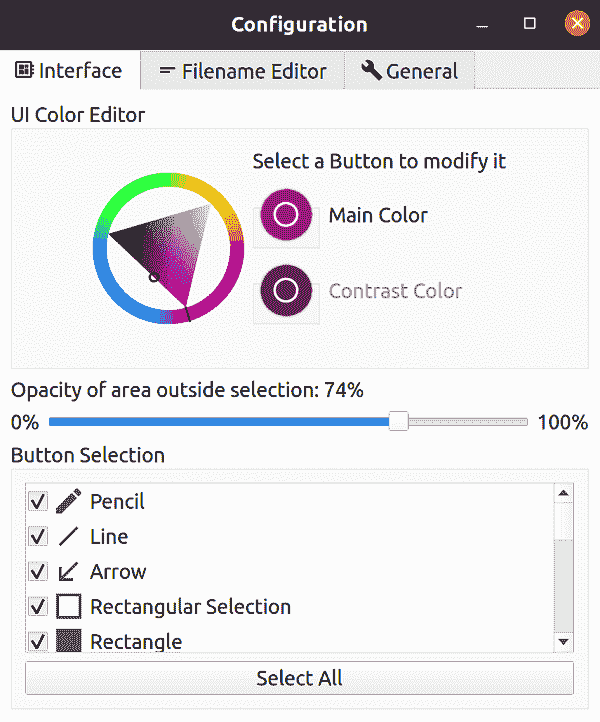 Configuration
Interface
Filename Editor
General
UI Color Editor
Select a Button to modify it
Main Color
Contrast Color
Opacity of area outside selection: 74%
0%
100%
Button Selection
Pencil
Line
Arrow
Rectangular Selection
Rectangle
Select All